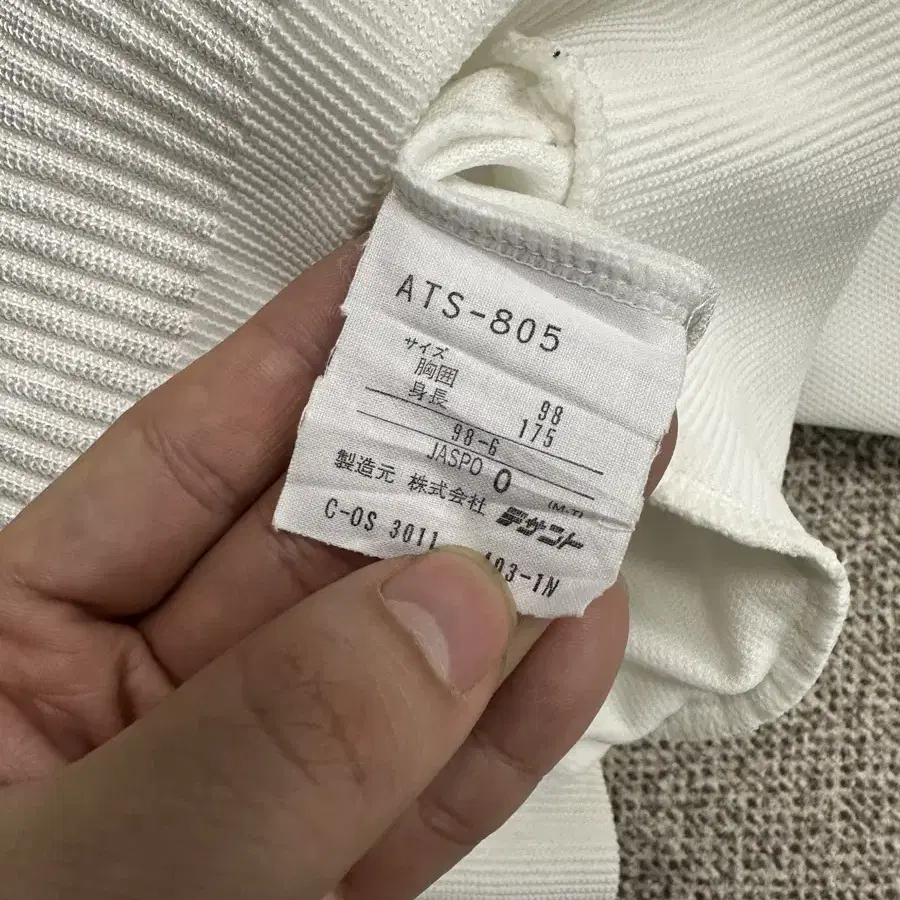 ATS-805
サイズ
胸囲 98
身長 175
98-6
JASPO O (M-T)
製造元 株式会社 デサント
C-OS 3011 103-1N